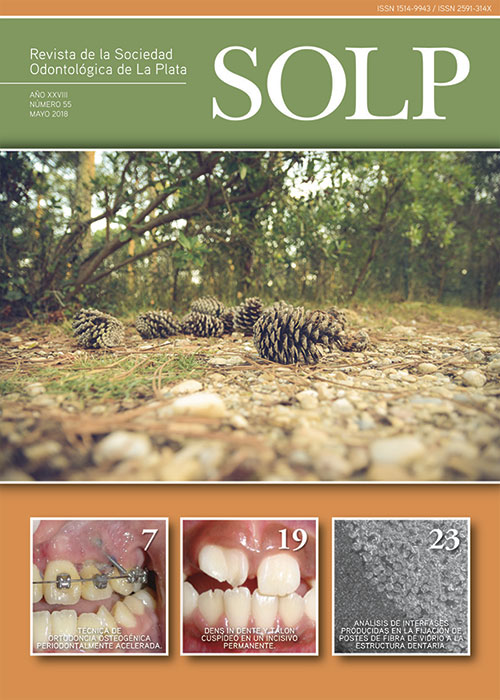 ISSN 1514-9943 / ISSN 2591-314X
Revista de la Sociedad
Odontológica de La Plata
SOLP
AÑO XXVIII
NÚMERO 55
MAYO 2018
7
TÉCNICA DE
ORTODONCIA OSTEOGÉNICA
PERIODONTALMENTE ACELERADA.
19
DENS IN DENTE Y TALON
CUSPIDEO EN UN INCISIVO
PERMANENTE.
23
ANÁLISIS DE INTERFASES
PRODUCIDAS EN LA FIJACIÓN DE
POSTES DE FIBRA DE VIDRIO A LA
ESTRUCTURA DENTARIA